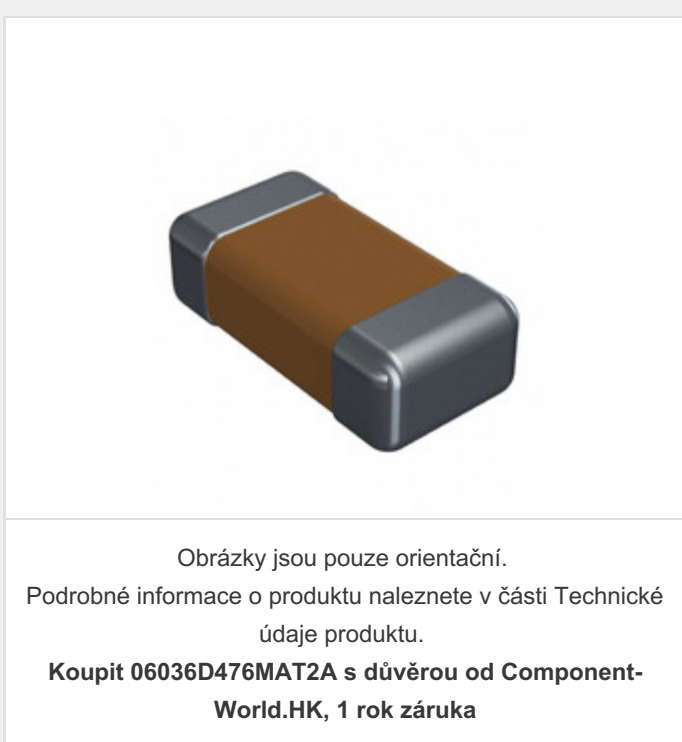 Obrázky jsou pouze orientační.
Podrobné informace o produktu naleznete v části Technické
údaje produktu.
Koupit 06036D476MAT2A s důvěrou od Component-
World.HK, 1 rok záruka